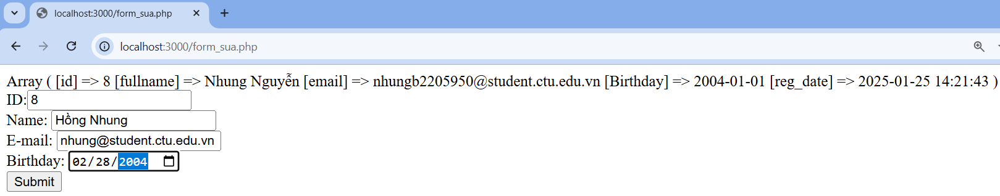 localhost:3000/form_sua.php
localhost:3000/form_sua.php
Array ( [id] => 8 [fullname] => Nhung Nguyễn [email] => nhungb2205950@student.ctu.edu.vn [Birthday] => 2004-01-01 [reg_date] => 2025-01-25 14:21:43 )
ID: 8
Name: Hồng Nhung
E-mail: nhung@student.ctu.edu.vn
Birthday: 02/28/2004
Submit